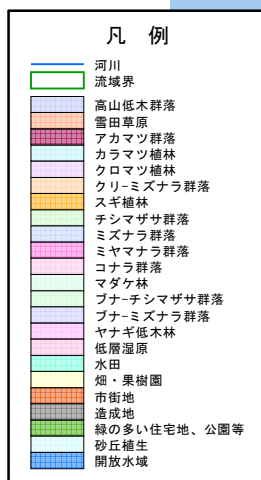 凡 例
河川
流域界
高山低木群落
雪田草原
アカマツ群落
カラマツ植林
クロマツ植林
クリ−ミズナラ群落
スギ植林
チシマザサ群落
ミズナラ群落
ミヤマナラ群落
コナラ群落
マダケ林
ブナ−チシマザサ群落
ブナ−ミズナラ群落
ヤナギ低木林
低層湿原
水田
畑・果樹園
市街地
造成地
緑の多い住宅地、公園等
砂丘植生
開放水域